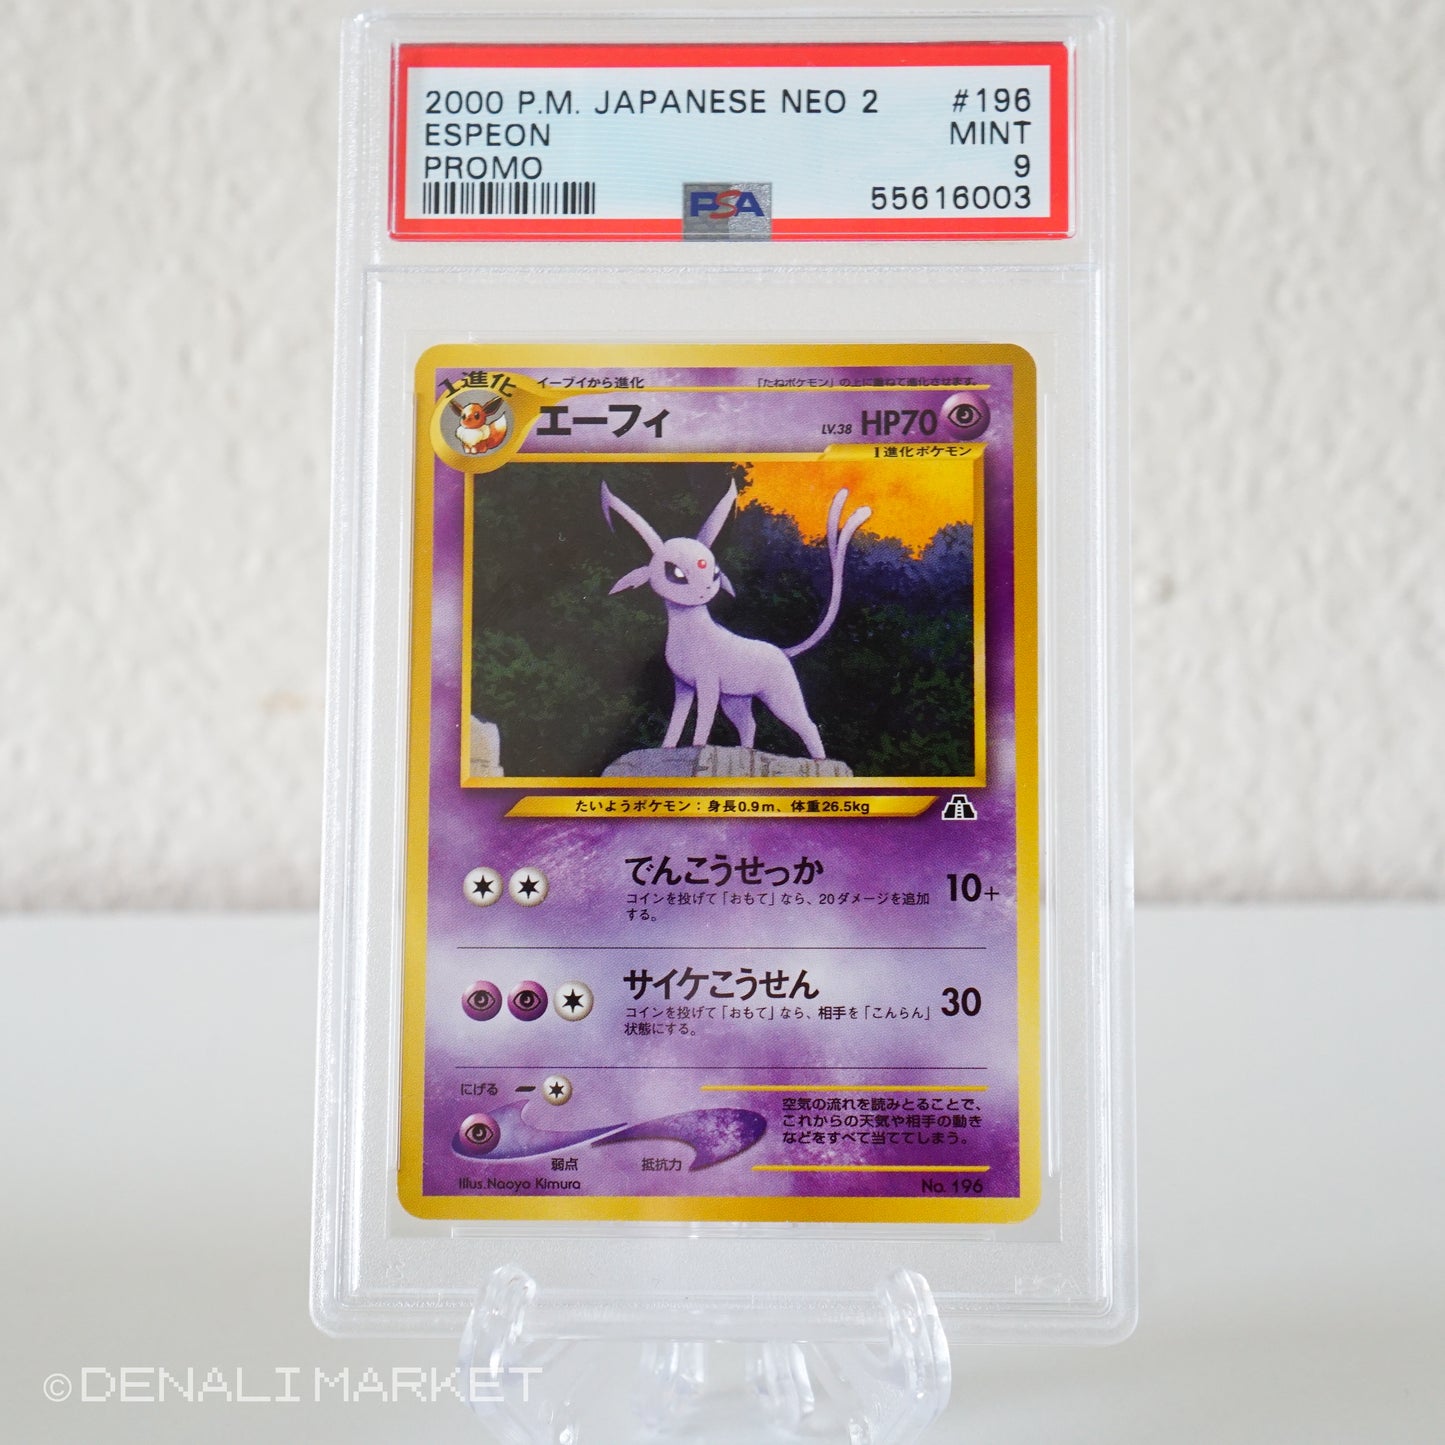 2000 P.M. JAPANESE NEO 2 #196
ESPEON MINT
PROMO 9
PSA 55616003
1進化
イーブイから進化 「たねポケモン」の上に重ねて進化させます。
エーフィ LV.38 HP70
1進化ポケモン
たいようポケモン：身長0.9m、体重26.5kg
でんこうせっか 10+
コインを投げて「おもて」なら、20ダメージを追加
する。
サイケこうせん 30
コインを投げて「おもて」なら、相手を「こんらん」
状態にする。
にげる
空気の流れを読みとることで、
これからの天気や相手の動き
などをすべて当ててしまう。
弱点 抵抗力
Illus.Naoyo Kimura No. 196
PSA
©DENALI MARKET